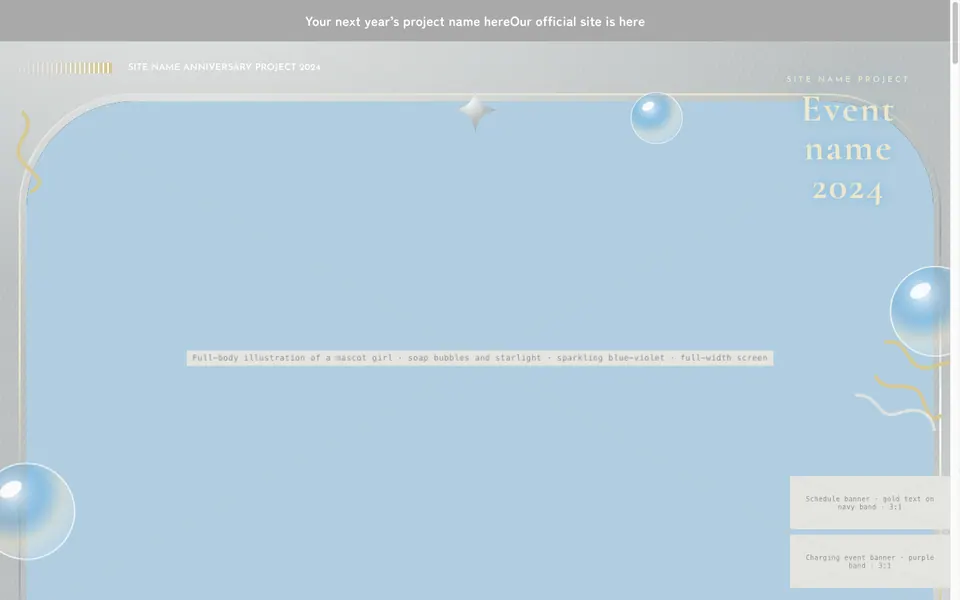 Your next year's project name hereOur official site is here
SITE NAME ANNIVERSARY PROJECT 2024
SITE NAME PROJECT
Event
name
2024
Full-body illustration of a mascot girl · soap bubbles and starlight · sparkling blue-violet · full-width screen
Schedule banner · gold text on
navy band · 3:1
Charging event banner · purple
band · 3:1